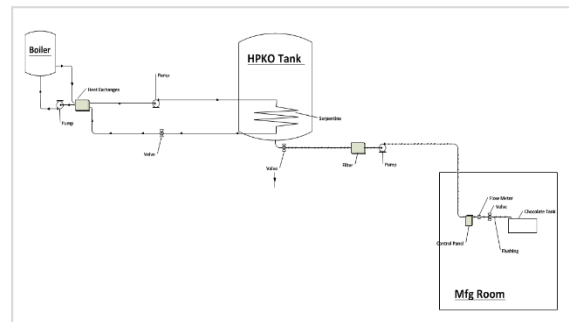 Boiler
HPKO Tank
Pump
Heat Exchanger
Serpentine
Pump
Valve
Valve
Filter
Pump
Flow Meter
Valve
Chocolate Tank
Control Panel
Flushing
Mfg Room